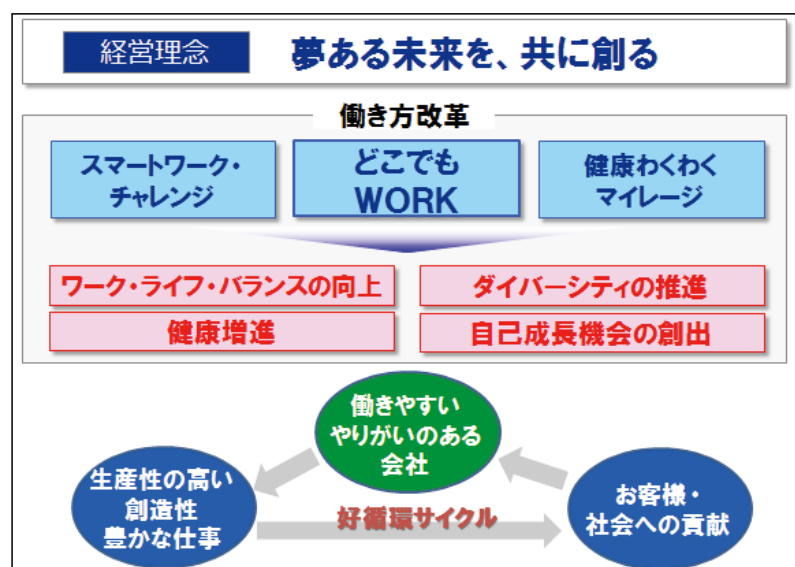 経営理念
夢ある未来を、共に創る
働き方改革
スマートワーク・
チャレンジ
どこでも
WORK
健康わくわく
マイレージ
ワーク・ライフ・バランスの向上
ダイバーシティの推進
健康増進
自己成長機会の創出
働きやすい
やりがいのある
会社
生産性の高い
創造性
豊かな仕事
好循環サイクル
お客様・
社会への貢献